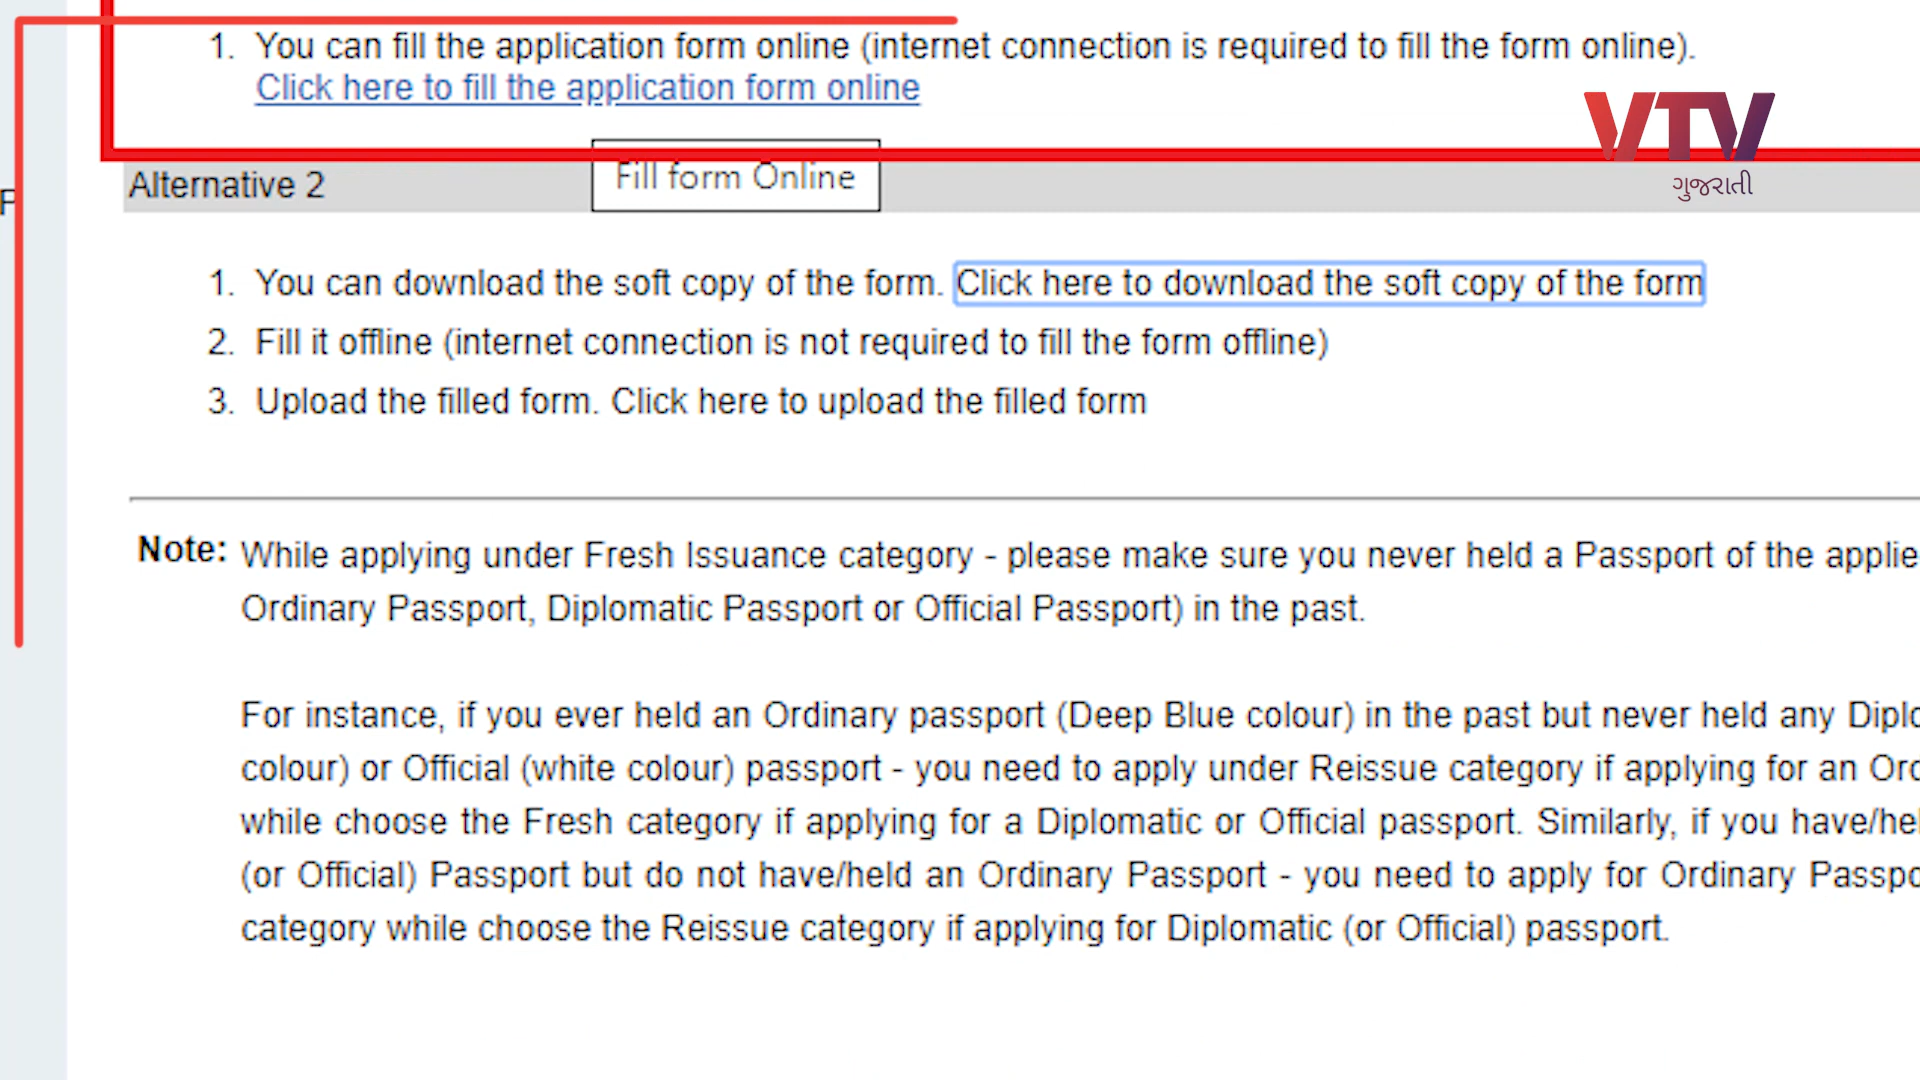 1. You can fill the application form online (internet connection is required to fill the form online).
Click here to fill the application form online
VTV
ગુજરાતી
Fill form Online
Alternative 2
1. You can download the soft copy of the form. Click here to download the soft copy of the form
2. Fill it offline (internet connection is not required to fill the form offline)
3. Upload the filled form. Click here to upload the filled form
Note: While applying under Fresh Issuance category - please make sure you never held a Passport of the applie
Ordinary Passport, Diplomatic Passport or Official Passport) in the past.
For instance, if you ever held an Ordinary passport (Deep Blue colour) in the past but never held any Diplo
colour) or Official (white colour) passport - you need to apply under Reissue category if applying for an Ord
while choose the Fresh category if applying for a Diplomatic or Official passport. Similarly, if you have/hel
(or Official) Passport but do not have/held an Ordinary Passport - you need to apply for Ordinary Passpo
category while choose the Reissue category if applying for Diplomatic (or Official) passport.